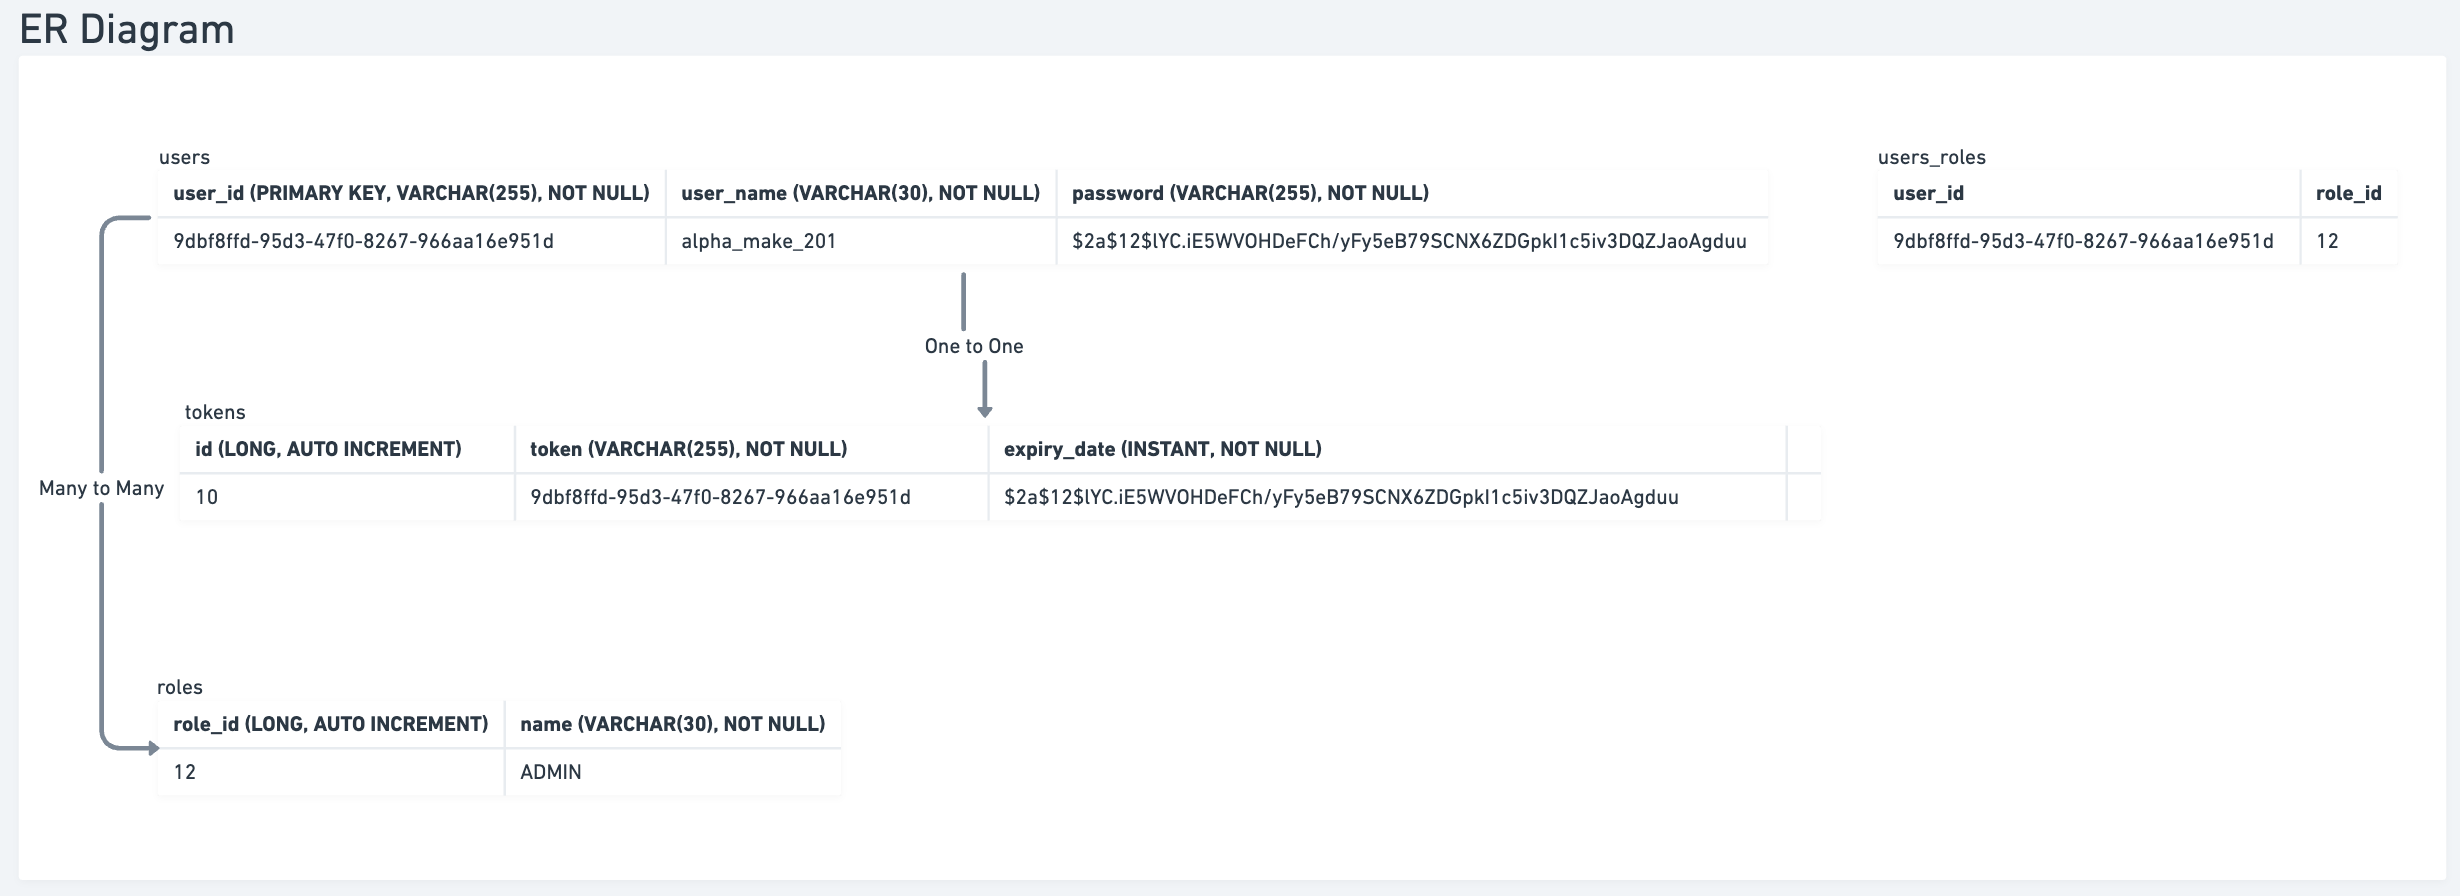 ER Diagram
users
user_id (PRIMARY KEY, VARCHAR(255), NOT NULL) user_name (VARCHAR(30), NOT NULL) password (VARCHAR(255), NOT NULL)
9dbf8ffd-95d3-47f0-8267-966aa16e951d alpha_make_201 $2a$12$lYC.iE5WVOHDeFCh/yFy5eB79SCNX6ZDGpkI1c5iv3DQZJaoAgduu
users_roles
user_id role_id
9dbf8ffd-95d3-47f0-8267-966aa16e951d 12
One to One
tokens
id (LONG, AUTO INCREMENT) token (VARCHAR(255), NOT NULL) expiry_date (INSTANT, NOT NULL)
10 9dbf8ffd-95d3-47f0-8267-966aa16e951d $2a$12$lYC.iE5WVOHDeFCh/yFy5eB79SCNX6ZDGpkI1c5iv3DQZJaoAgduu
Many to Many
roles
role_id (LONG, AUTO INCREMENT) name (VARCHAR(30), NOT NULL)
12 ADMIN